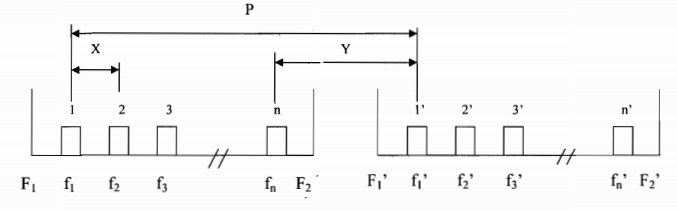 P
X Y
1 2 3 n 1' 2' 3' n'
F₁ f₁ f₂ f₃ fₙ F₂ F₁' f₁' f₂' f₃' fₙ' F₂'